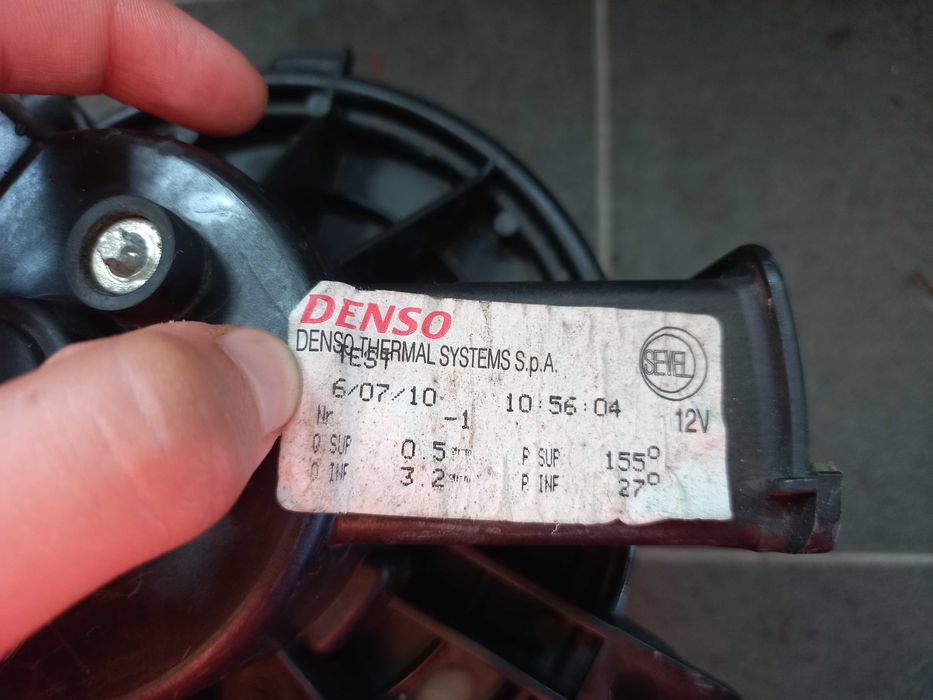 DENSO
DENSO THERMAL SYSTEMS S.p.A.
TEST
SEVEL
6/07/10 10:56:04
Nr -1 12V
Q SUP 0.5 P SUP 155°
Q INF 3.2 P INF 27°